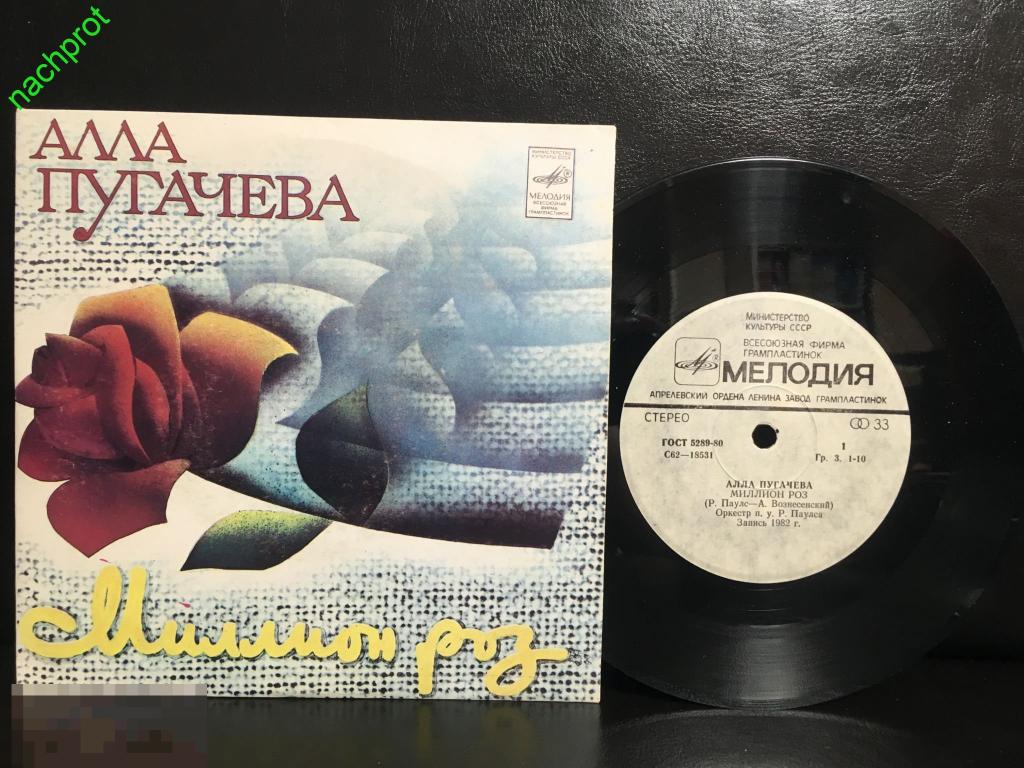 nachprot
АЛЛА
ПУГАЧЕВА
МИНИСТЕРСТВО
КУЛЬТУРЫ СССР
®
МЕЛОДИЯ
ВСЕСОЮЗНАЯ
ФИРМА
ГРАМПЛАСТИНОК
Миллион роз
МИНИСТЕРСТВО
КУЛЬТУРЫ СССР
ВСЕСОЮЗНАЯ ФИРМА
ГРАМПЛАСТИНОК
®
МЕЛОДИЯ
АПРЕЛЕВСКИЙ ОРДЕНА ЛЕНИНА ЗАВОД ГРАМПЛАСТИНОК
СТЕРЕО 33
ГОСТ 5289-80 1
С62—18531 Гр. 3. 1-10
АЛЛА ПУГАЧЕВА
МИЛЛИОН РОЗ
(Р. Паулс—А. Вознесенский)
Оркестр п. у. Р. Паулса
Запись 1982 г.